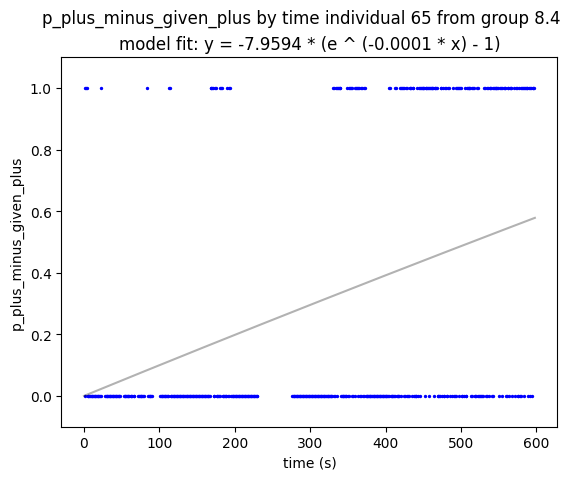 p_plus_minus_given_plus by time individual 65 from group 8.4
model fit: y = -7.9594 * (e ^ (-0.0001 * x) - 1)
1.0
0.8
0.6
0.4
0.2
0.0
p_plus_minus_given_plus
0 100 200 300 400 500 600
time (s)